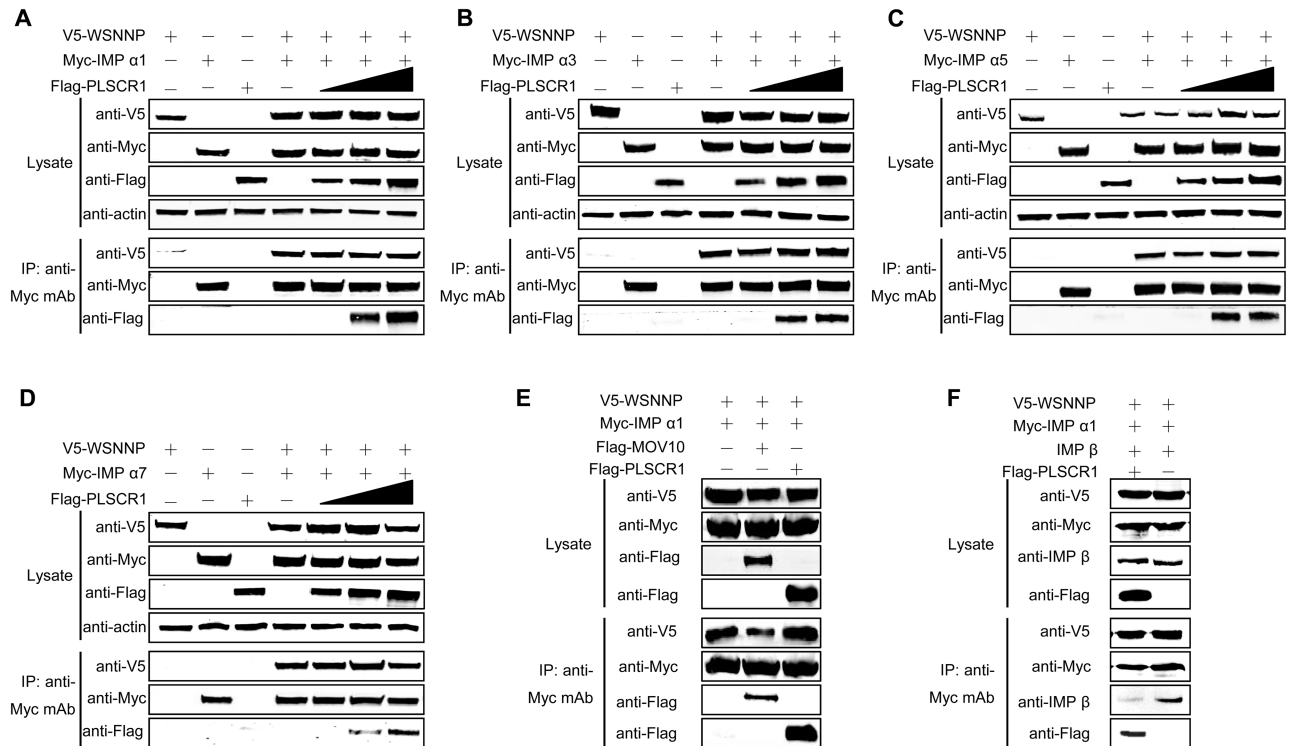 A
V5-WSNNP + − − + + + +
Myc-IMP α1 − + − + + + +
Flag-PLSCR1 − − + −
Lysate
anti-V5
anti-Myc
anti-Flag
anti-actin
IP: anti-
Myc mAb
anti-V5
anti-Myc
anti-Flag
B
V5-WSNNP + − − + + + +
Myc-IMP α3 − + − + + + +
Flag-PLSCR1 − − + −
Lysate
anti-V5
anti-Myc
anti-Flag
anti-actin
IP: anti-
Myc mAb
anti-V5
anti-Myc
anti-Flag
C
V5-WSNNP + − − + + + +
Myc-IMP α5 − + − + + + +
Flag-PLSCR1 − − + −
Lysate
anti-V5
anti-Myc
anti-Flag
anti-actin
IP: anti-
Myc mAb
anti-V5
anti-Myc
anti-Flag
D
V5-WSNNP + − − + + + +
Myc-IMP α7 − + − + + + +
Flag-PLSCR1 − − + −
Lysate
anti-V5
anti-Myc
anti-Flag
anti-actin
IP: anti-
Myc mAb
anti-V5
anti-Myc
anti-Flag
E
V5-WSNNP + + +
Myc-IMP α1 + + +
Flag-MOV10 − + −
Flag-PLSCR1 − − +
Lysate
anti-V5
anti-Myc
anti-Flag
anti-Flag
IP: anti-
Myc mAb
anti-V5
anti-Myc
anti-Flag
anti-Flag
F
V5-WSNNP + +
Myc-IMP α1 + +
IMP β + +
Flag-PLSCR1 + −
Lysate
anti-V5
anti-Myc
anti-IMP β
anti-Flag
IP: anti-
Myc mAb
anti-V5
anti-Myc
anti-IMP β
anti-Flag